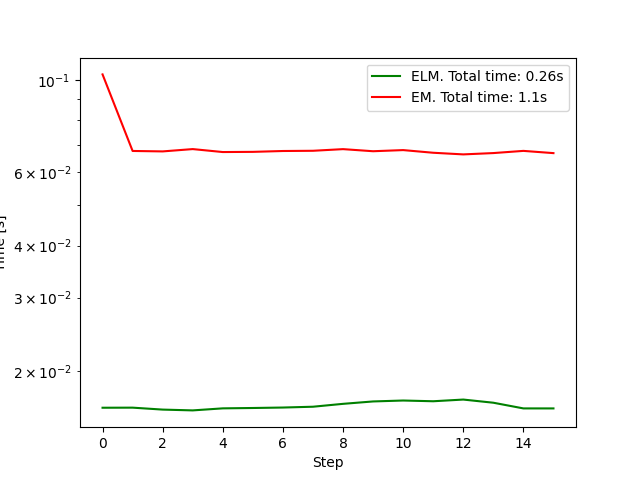 ELM. Total time: 0.26s
EM. Total time: 1.1s
10⁻¹
6 × 10⁻²
4 × 10⁻²
3 × 10⁻²
2 × 10⁻²
0 2 4 6 8 10 12 14
Step